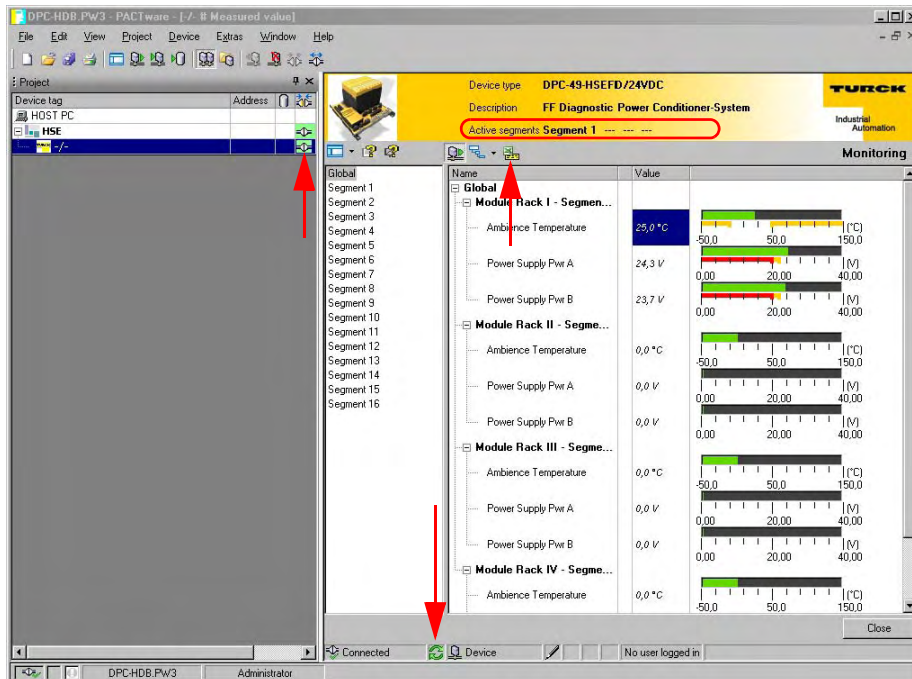 DPC-HDB.PW3 - PACTware - [-/- # Measured value]
File Edit View Project Device Extras Window Help
Project
Device tag Address
HOST PC
HSE
-/-
Device type DPC-49-HSEFD/24VDC
Description FF Diagnostic Power Conditioner-System
Active segments Segment 1 --- --- ---
TURCK
Industrial
Automation
Monitoring
Global
Segment 1
Segment 2
Segment 3
Segment 4
Segment 5
Segment 6
Segment 7
Segment 8
Segment 9
Segment 10
Segment 11
Segment 12
Segment 13
Segment 14
Segment 15
Segment 16
Name Value
Global
Module Rack I - Segmen...
Ambience Temperature 25,0 °C
-50,0 50,0 150,0 (°C)
Power Supply Pwr A 24,3 V
0,00 20,00 40,00 (V)
Power Supply Pwr B 23,7 V
0,00 20,00 40,00 (V)
Module Rack II - Segme...
Ambience Temperature 0,0 °C
-50,0 50,0 150,0 (°C)
Power Supply Pwr A 0,0 V
0,00 20,00 40,00 (V)
Power Supply Pwr B 0,0 V
0,00 20,00 40,00 (V)
Module Rack III - Segme...
Ambience Temperature 0,0 °C
-50,0 50,0 150,0 (°C)
Power Supply Pwr A 0,0 V
0,00 20,00 40,00 (V)
Power Supply Pwr B 0,0 V
0,00 20,00 40,00 (V)
Module Rack IV - Segme...
Ambience Temperature 0,0 °C
-50,0 50,0 150,0 (°C)
Close
Connected Device No user logged in
DPC-HDB.PW3 Administrator